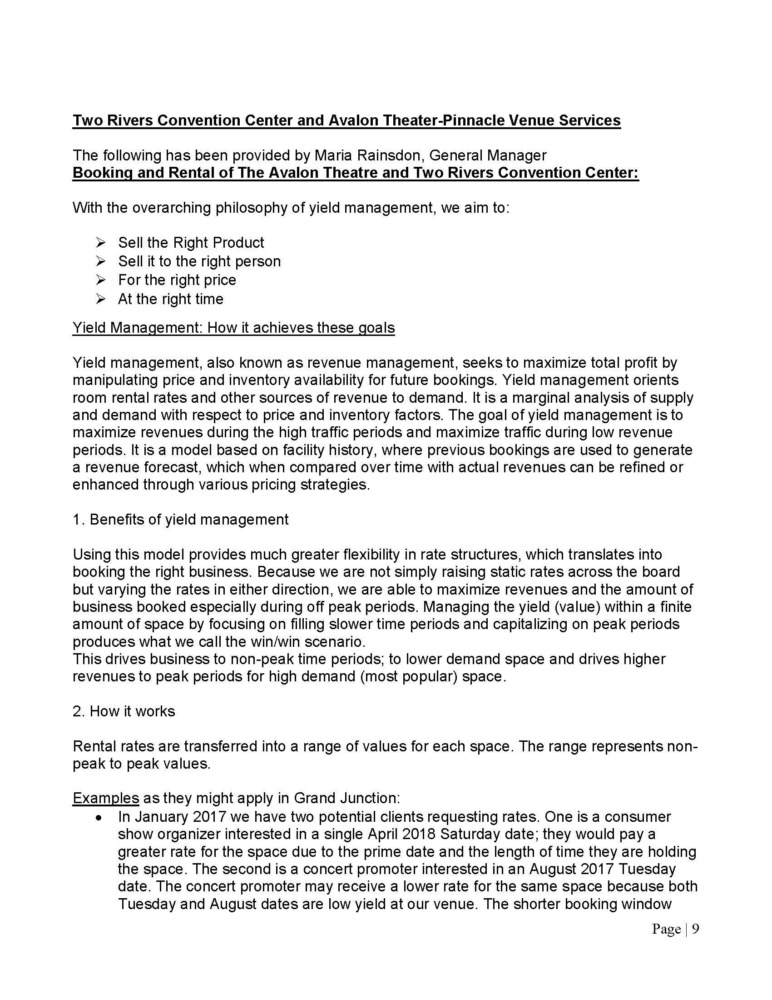 Two Rivers Convention Center and Avalon Theater-Pinnacle Venue Services
The following has been provided by Maria Rainsdon, General Manager
Booking and Rental of The Avalon Theatre and Two Rivers Convention Center:
With the overarching philosophy of yield management, we aim to:
➢ Sell the Right Product
➢ Sell it to the right person
➢ For the right price
➢ At the right time
Yield Management: How it achieves these goals
Yield management, also known as revenue management, seeks to maximize total profit by
manipulating price and inventory availability for future bookings. Yield management orients
room rental rates and other sources of revenue to demand. It is a marginal analysis of supply
and demand with respect to price and inventory factors. The goal of yield management is to
maximize revenues during the high traffic periods and maximize traffic during low revenue
periods. It is a model based on facility history, where previous bookings are used to generate
a revenue forecast, which when compared over time with actual revenues can be refined or
enhanced through various pricing strategies.
1. Benefits of yield management
Using this model provides much greater flexibility in rate structures, which translates into
booking the right business. Because we are not simply raising static rates across the board
but varying the rates in either direction, we are able to maximize revenues and the amount of
business booked especially during off peak periods. Managing the yield (value) within a finite
amount of space by focusing on filling slower time periods and capitalizing on peak periods
produces what we call the win/win scenario.
This drives business to non-peak time periods; to lower demand space and drives higher
revenues to peak periods for high demand (most popular) space.
2. How it works
Rental rates are transferred into a range of values for each space. The range represents non-
peak to peak values.
Examples as they might apply in Grand Junction:
• In January 2017 we have two potential clients requesting rates. One is a consumer
show organizer interested in a single April 2018 Saturday date; they would pay a
greater rate for the space due to the prime date and the length of time they are holding
the space. The second is a concert promoter interested in an August 2017 Tuesday
date. The concert promoter may receive a lower rate for the same space because both
Tuesday and August dates are low yield at our venue. The shorter booking window
Page | 9